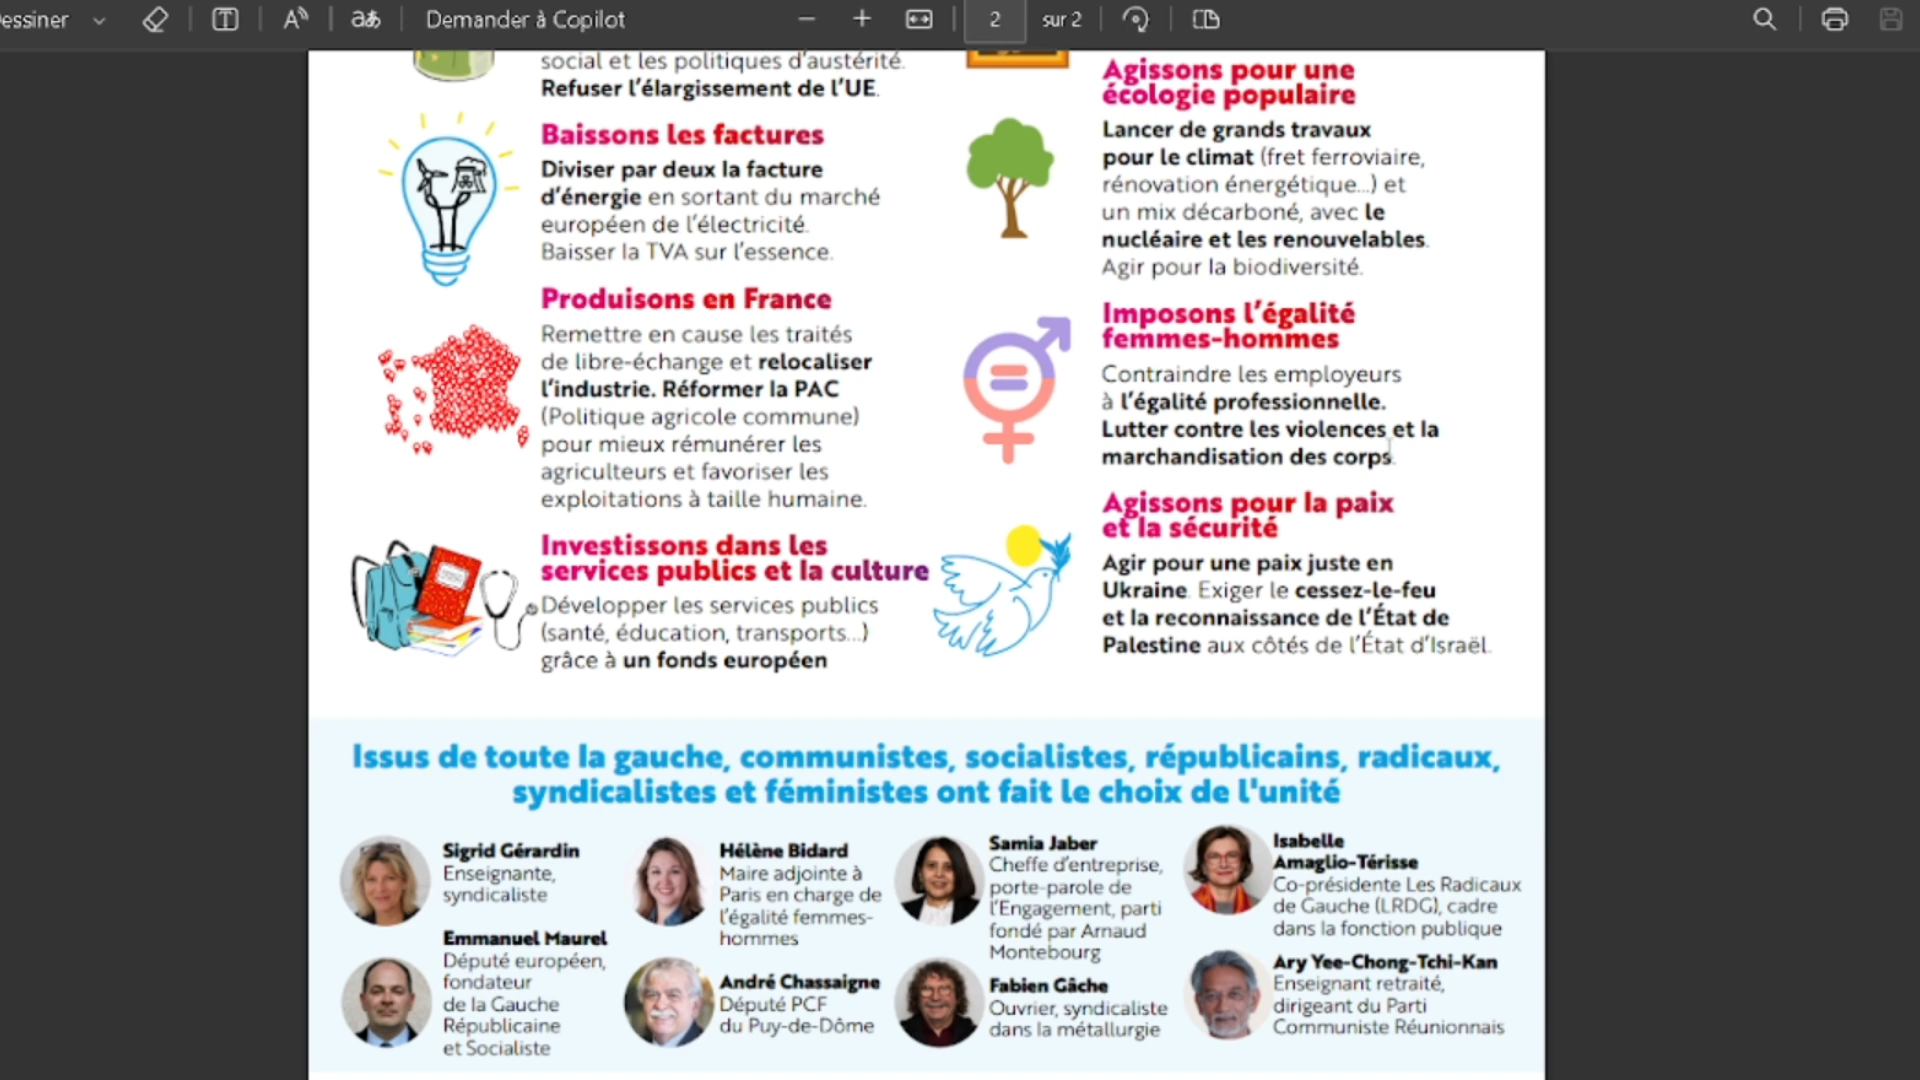 essiner
Demander à Copilot
2
sur 2
social et les politiques d'austérité.
Refuser l'élargissement de l'UE.
Baissons les factures
Diviser par deux la facture
d'énergie en sortant du marché
européen de l'électricité.
Baisser la TVA sur l'essence.
Produisons en France
Remettre en cause les traités
de libre-échange et relocaliser
l'industrie. Réformer la PAC
(Politique agricole commune)
pour mieux rémunérer les
agriculteurs et favoriser les
exploitations à taille humaine.
Investissons dans les
services publics et la culture
Développer les services publics
(santé, éducation, transports...)
grâce à un fonds européen
Agissons pour une
écologie populaire
Lancer de grands travaux
pour le climat (fret ferroviaire,
rénovation énergétique...) et
un mix décarboné, avec le
nucléaire et les renouvelables.
Agir pour la biodiversité.
Imposons l'égalité
femmes-hommes
Contraindre les employeurs
à l'égalité professionnelle.
Lutter contre les violences et la
marchandisation des corps.
Agissons pour la paix
et la sécurité
Agir pour une paix juste en
Ukraine. Exiger le cessez-le-feu
et la reconnaissance de l'État de
Palestine aux côtés de l'État d'Israël.
Issus de toute la gauche, communistes, socialistes, républicains, radicaux,
syndicalistes et féministes ont fait le choix de l'unité
Sigrid Gérardin
Enseignante,
syndicaliste
Emmanuel Maurel
Député européen,
fondateur
de la Gauche
Républicaine
et Socialiste
Hélène Bidard
Maire adjointe à
Paris en charge de
l'égalité femmes-
hommes
André Chassaigne
Député PCF
du Puy-de-Dôme
Samia Jaber
Cheffe d'entreprise,
porte-parole de
l'Engagement, parti
fondé par Arnaud
Montebourg
Fabien Gâche
Ouvrier, syndicaliste
dans la métallurgie
Isabelle
Amaglio-Térisse
Co-présidente Les Radicaux
de Gauche (LRDG), cadre
dans la fonction publique
Ary Yee-Chong-Tchi-Kan
Enseignant retraité,
dirigeant du Parti
Communiste Réunionnais